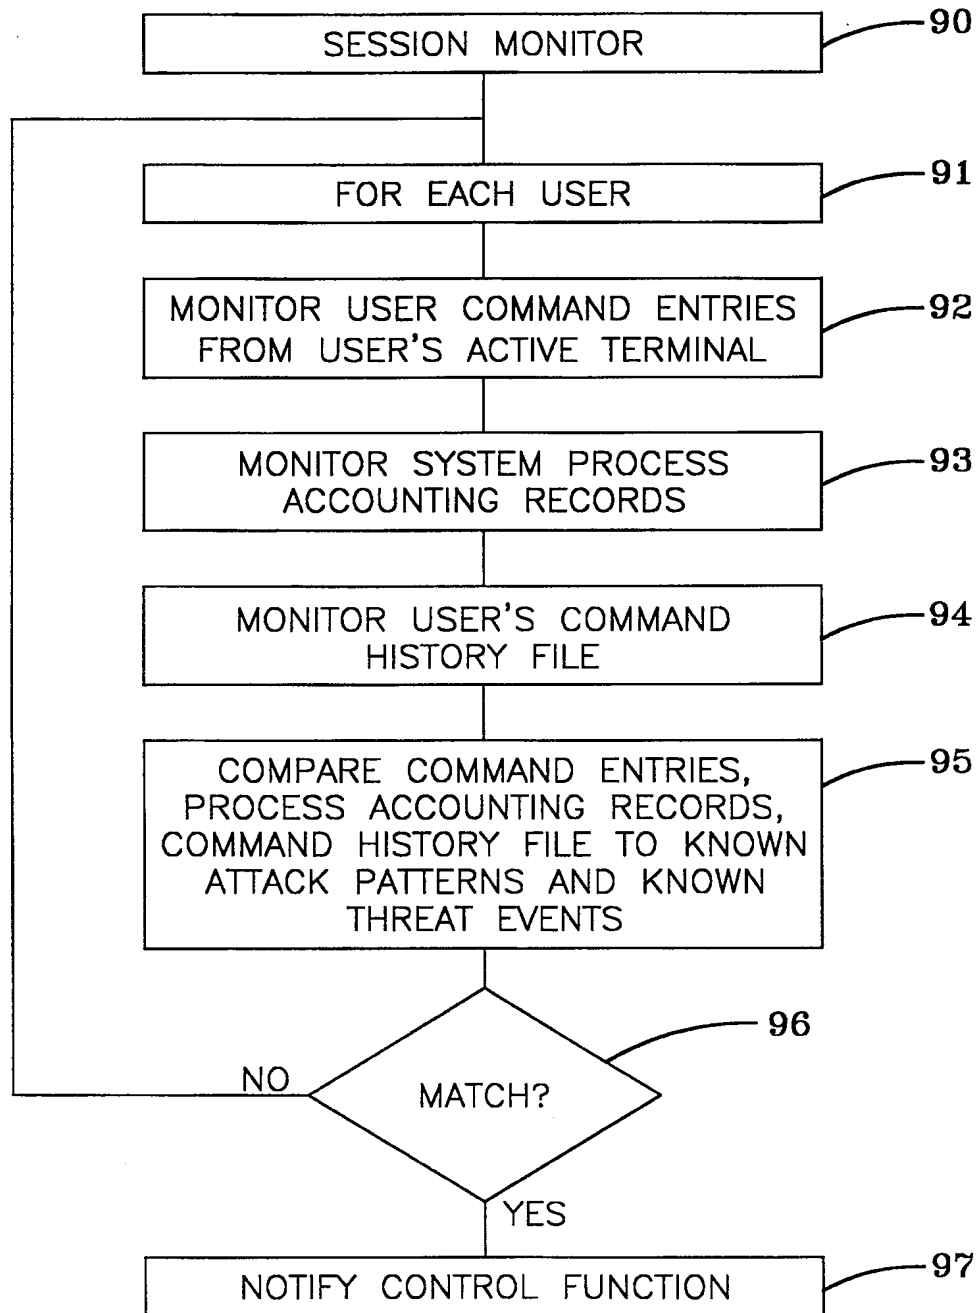 SESSION MONITOR
90
FOR EACH USER
91
MONITOR USER COMMAND ENTRIES
FROM USER'S ACTIVE TERMINAL
92
MONITOR SYSTEM PROCESS
ACCOUNTING RECORDS
93
MONITOR USER'S COMMAND
HISTORY FILE
94
COMPARE COMMAND ENTRIES,
PROCESS ACCOUNTING RECORDS,
COMMAND HISTORY FILE TO KNOWN
ATTACK PATTERNS AND KNOWN
THREAT EVENTS
95
96
NO
MATCH?
YES
NOTIFY CONTROL FUNCTION
97